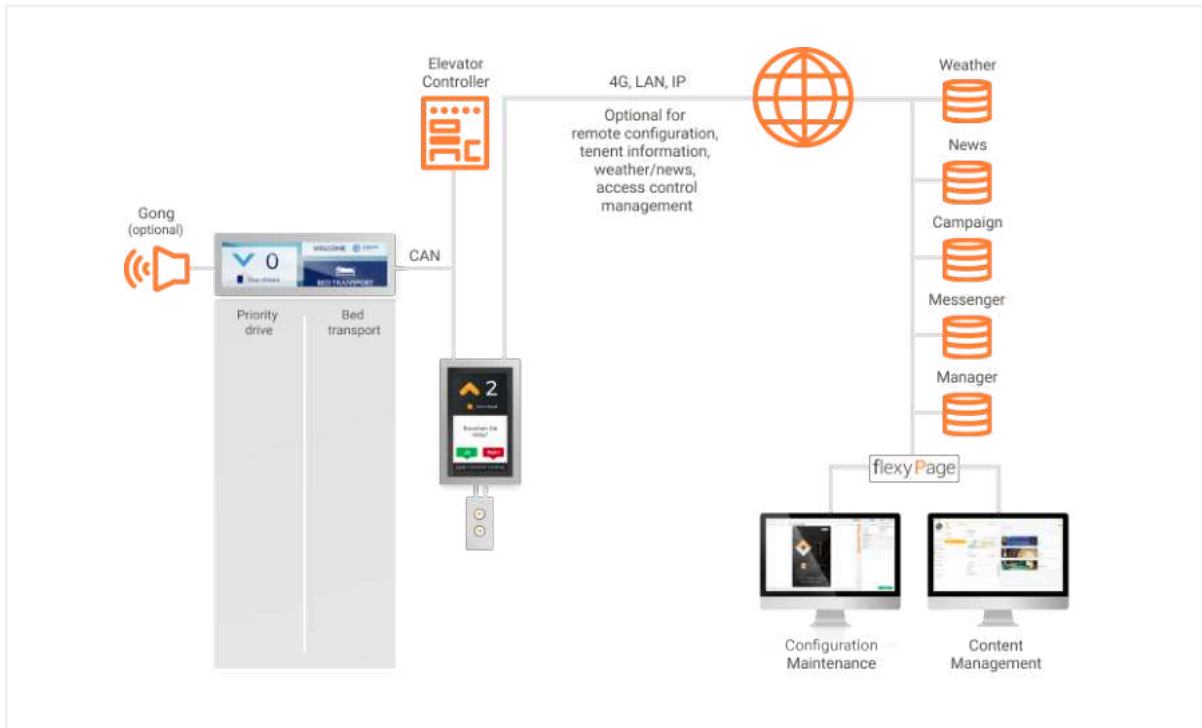 Elevator
Controller
4G, LAN, IP
Optional for
remote configuration,
tenent information,
weather/news,
access control
management
Weather
News
Campaign
Messenger
Manager
Gong
(optional)
0
WELCOME
BED TRANSPORT
CAN
Priority
drive
Bed
transport
2
flexyPage
Configuration
Maintenance
Content
Management